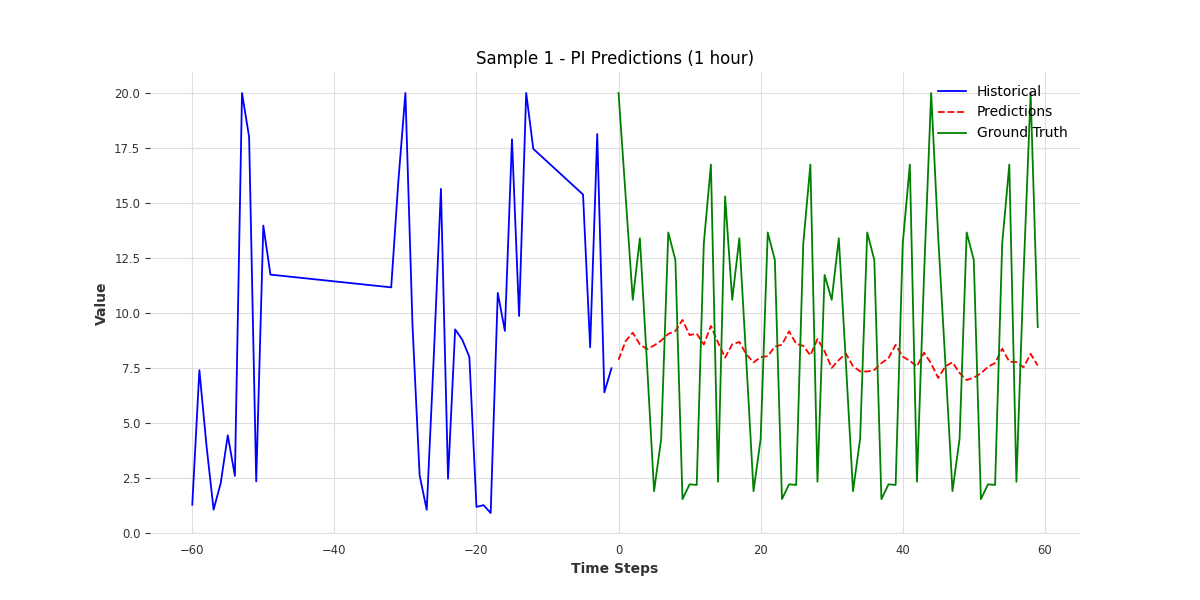 Sample 1 - PI Predictions (1 hour)
Historical
Predictions
Ground Truth
Value
20.0
17.5
15.0
12.5
10.0
7.5
5.0
2.5
0.0
−60
−40
−20
0
20
40
60
Time Steps